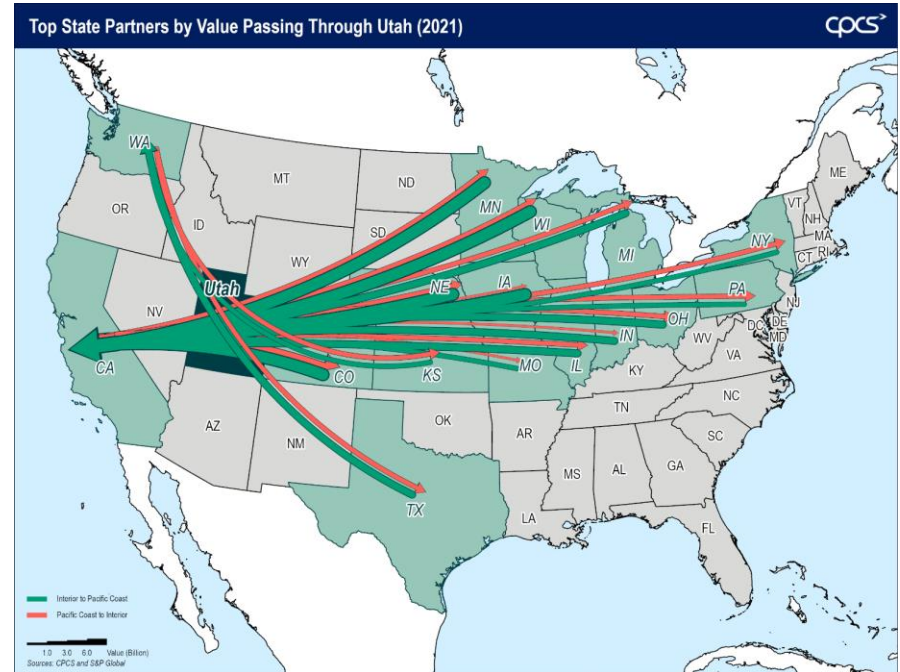 Top State Partners by Value Passing Through Utah (2021)
cpcs
WA
MT
ND
ME
OR
ID
MN
VT
NH
WI
SD
MI
NY
MA
WY
CT
RI
Utah
NE
IA
PA
NV
NJ
OH
DC
DE
MD
IN
WV
CA
CO
KS
MO
IL
VA
KY
NC
TN
AZ
NM
OK
AR
SC
MS
AL
GA
TX
LA
FL
Interior to Pacific Coast
Pacific Coast to Interior
1.0 3.0 6.0 Value (Billion)
Sources: CPCS and S&P Global